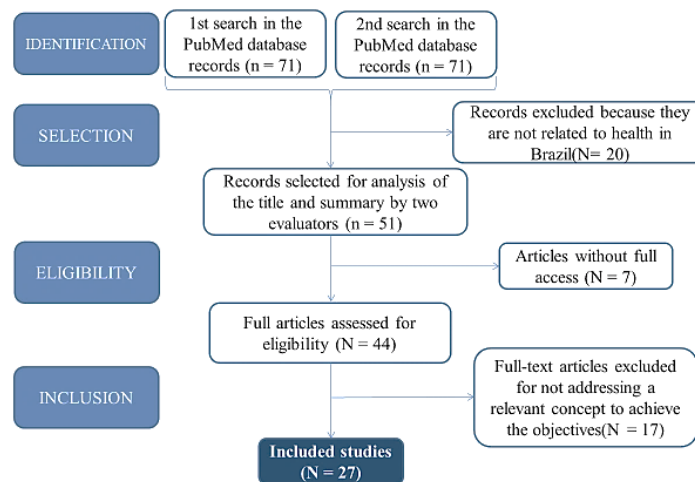 IDENTIFICATION
1st search in the
PubMed database
records (n = 71)
2nd search in the
PubMed database
records (n = 71)
SELECTION
Records excluded because they
are not related to health in
Brazil(N= 20)
Records selected for analysis of
the title and summary by two
evaluators (n = 51)
ELIGIBILITY
Articles without full
access (N = 7)
Full articles assessed for
eligibility (N = 44)
INCLUSION
Full-text articles excluded
for not addressing a
relevant concept to achieve
the objectives(N = 17)
Included studies
(N = 27)